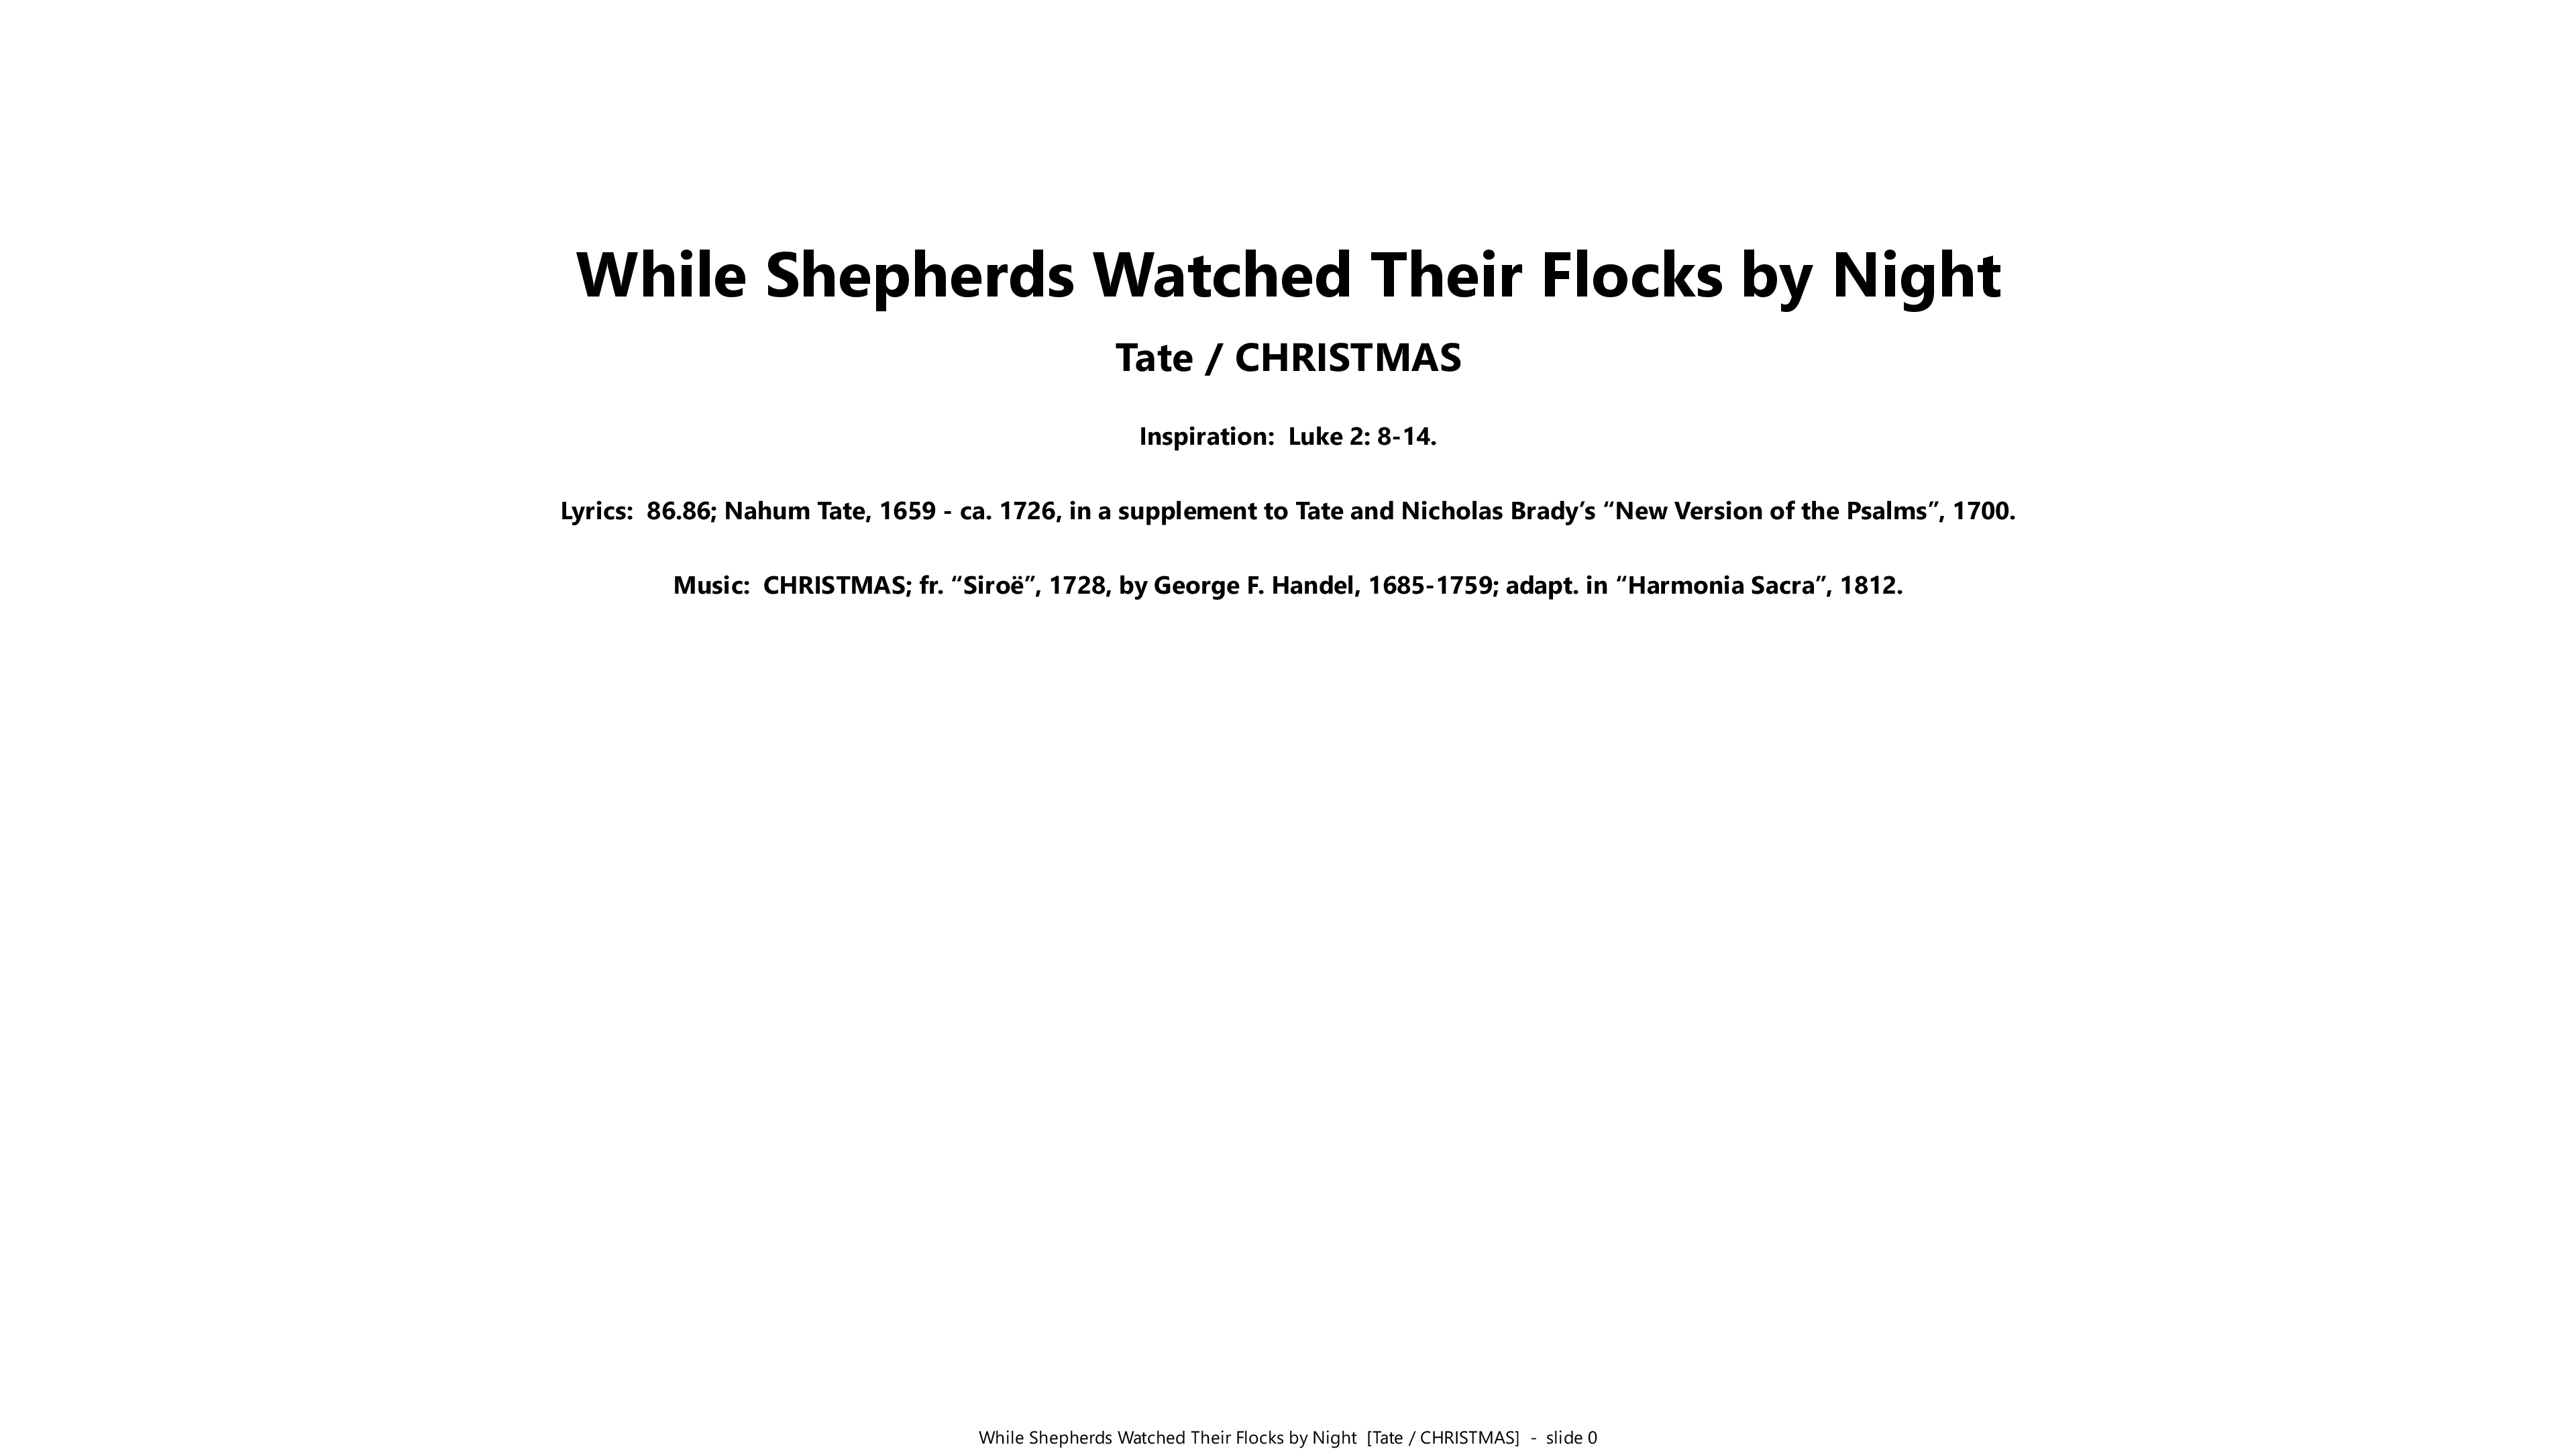 While Shepherds Watched Their Flocks by Night
Tate / CHRISTMAS
Inspiration:  Luke 2: 8-14.
Lyrics:  86.86; Nahum Tate, 1659 - ca. 1726, in a supplement to Tate and Nicholas Brady’s “New Version of the Psalms”, 1700.
Music:  CHRISTMAS; fr. “Siroë”, 1728, by George F. Handel, 1685-1759; adapt. in “Harmonia Sacra”, 1812.
While Shepherds Watched Their Flocks by Night  [Tate / CHRISTMAS]  -  slide 0